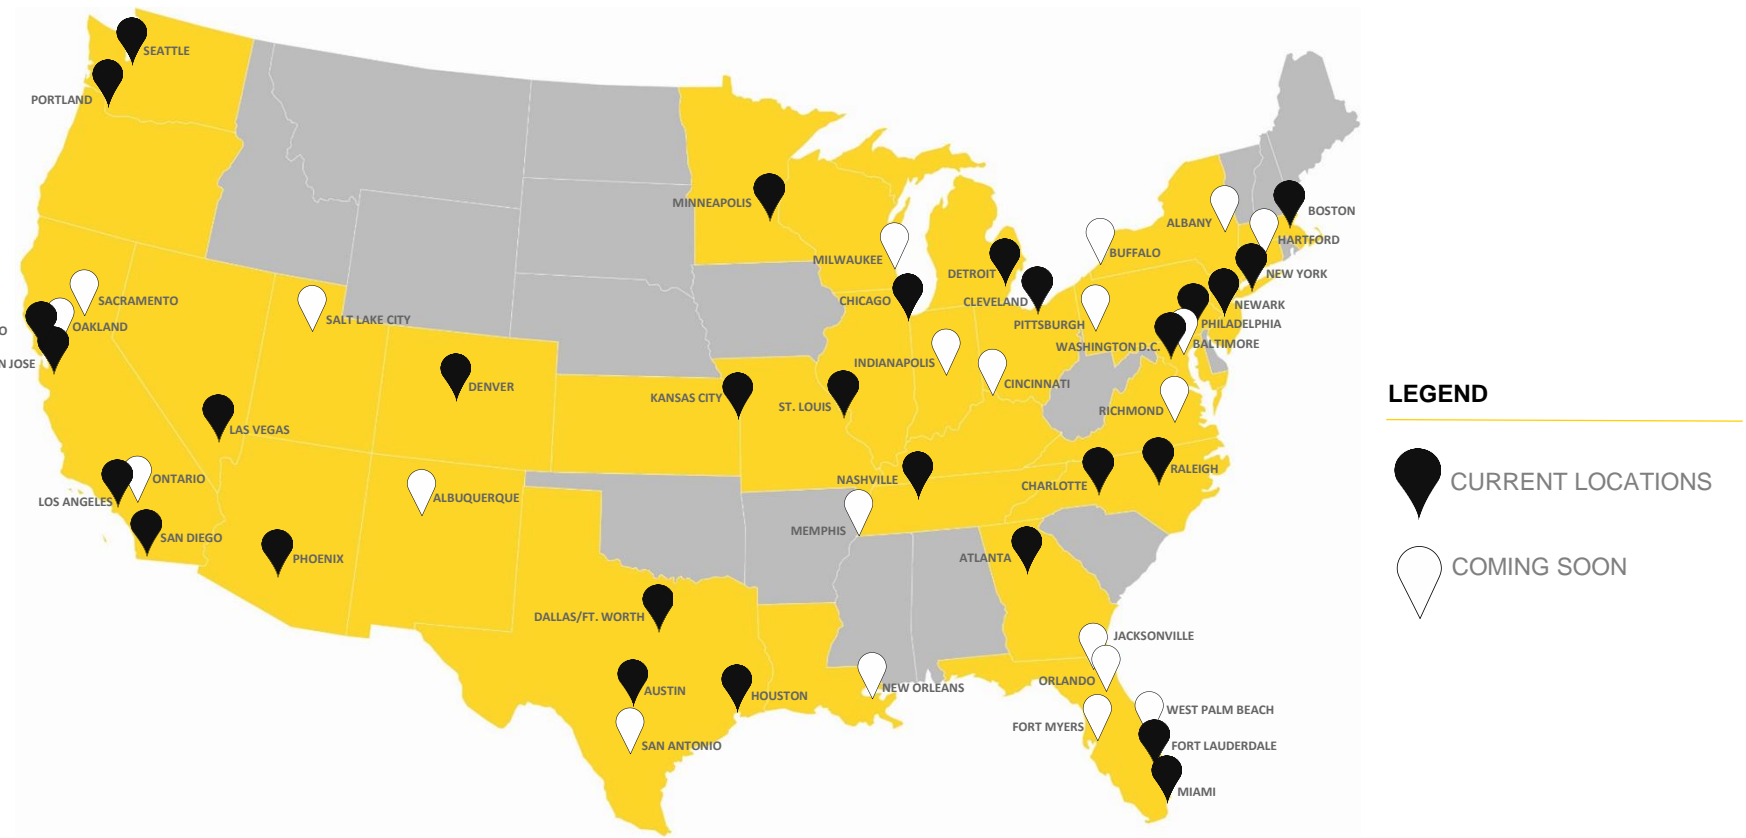 SEATTLE
PORTLAND
MINNEAPOLIS
BOSTON
ALBANY
HARTFORD
BUFFALO
MILWAUKEE
DETROIT
NEW YORK
CHICAGO
CLEVELAND
NEWARK
SACRAMENTO
SALT LAKE CITY
PITTSBURGH
PHILADELPHIA
OAKLAND
O
WASHINGTON D.C.
BALTIMORE
N JOSE
INDIANAPOLIS
CINCINNATI
DENVER
KANSAS CITY
ST. LOUIS
RICHMOND
LEGEND
LAS VEGAS
RALEIGH
ONTARIO
NASHVILLE
CHARLOTTE
CURRENT LOCATIONS
LOS ANGELES
ALBUQUERQUE
SAN DIEGO
MEMPHIS
PHOENIX
ATLANTA
COMING SOON
DALLAS/FT. WORTH
JACKSONVILLE
ORLANDO
NEW ORLEANS
AUSTIN
HOUSTON
WEST PALM BEACH
FORT MYERS
SAN ANTONIO
FORT LAUDERDALE
MIAMI